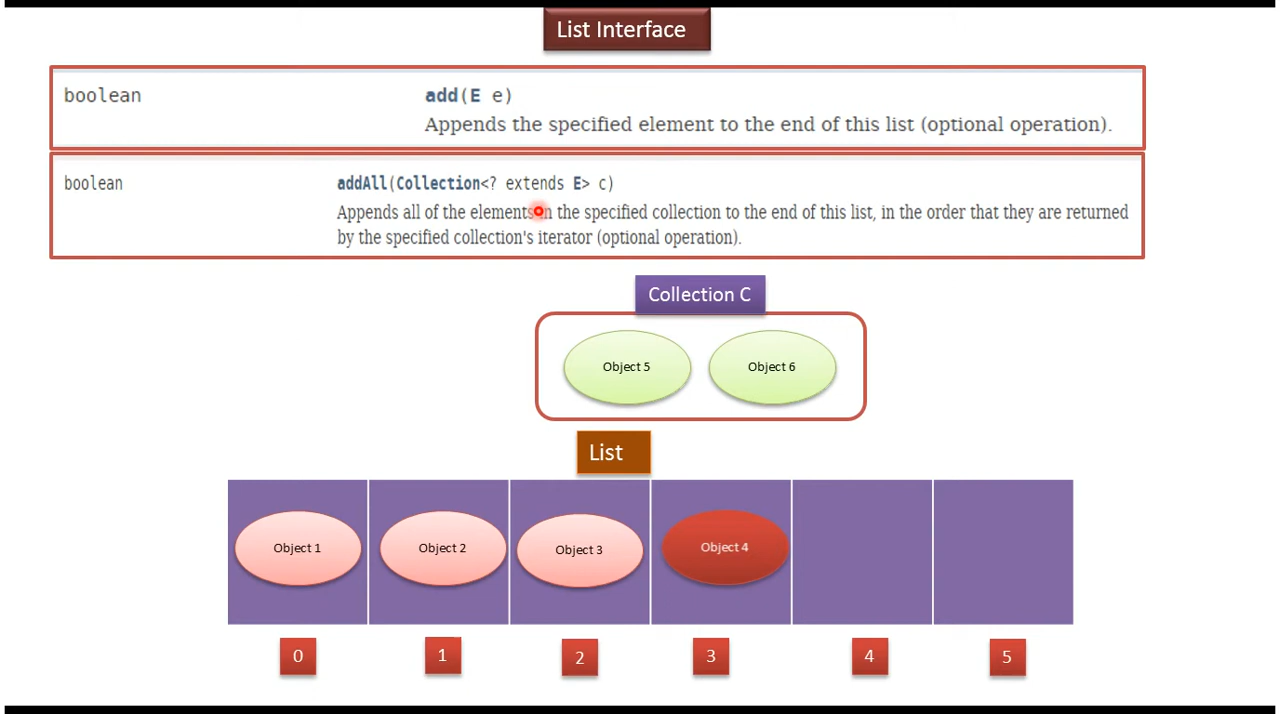 List Interface
boolean add(E e)
Appends the specified element to the end of this list (optional operation).
boolean addAll(Collection<? extends E> c)
Appends all of the elements in the specified collection to the end of this list, in the order that they are returned
by the specified collection's iterator (optional operation).
Collection C
Object 5 Object 6
List
Object 1 Object 2 Object 3 Object 4
0 1 2 3 4 5